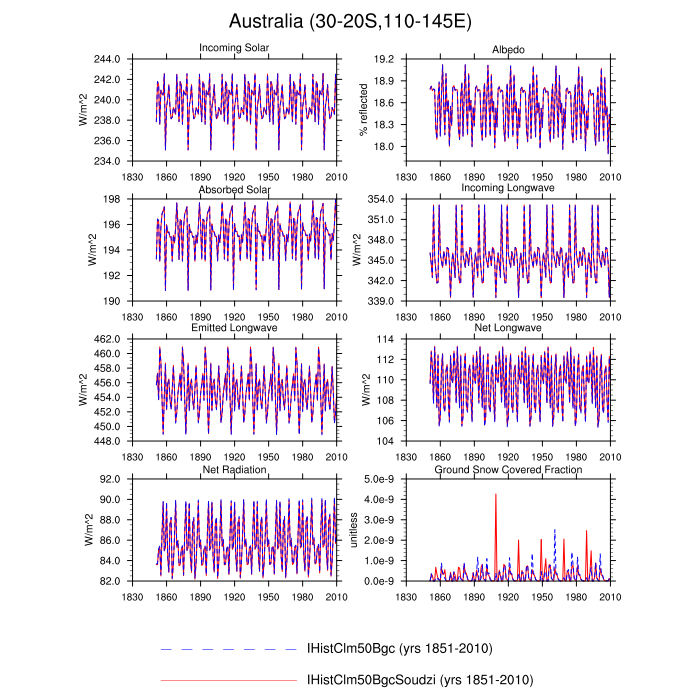 Australia (30-20S,110-145E)
Incoming Solar
244.0
242.0
240.0
238.0
236.0
234.0
W/m^2
1830 1860 1890 1920 1950 1980 2010
Albedo
19.2
18.9
18.6
18.3
18.0
% reflected
1830 1860 1890 1920 1950 1980 2010
Absorbed Solar
198
196
194
192
190
W/m^2
1830 1860 1890 1920 1950 1980 2010
Incoming Longwave
354.0
351.0
348.0
345.0
342.0
339.0
W/m^2
1830 1860 1890 1920 1950 1980 2010
Emitted Longwave
462.0
460.0
458.0
456.0
454.0
452.0
450.0
448.0
W/m^2
1830 1860 1890 1920 1950 1980 2010
Net Longwave
114
112
110
108
106
104
W/m^2
1830 1860 1890 1920 1950 1980 2010
Net Radiation
92.0
90.0
88.0
86.0
84.0
82.0
W/m^2
1830 1860 1890 1920 1950 1980 2010
Ground Snow Covered Fraction
5.0e-9
4.0e-9
3.0e-9
2.0e-9
1.0e-9
0.0e-9
unitless
1830 1860 1890 1920 1950 1980 2010
IHistClm50Bgc (yrs 1851-2010)
IHistClm50BgcSoudzi (yrs 1851-2010)